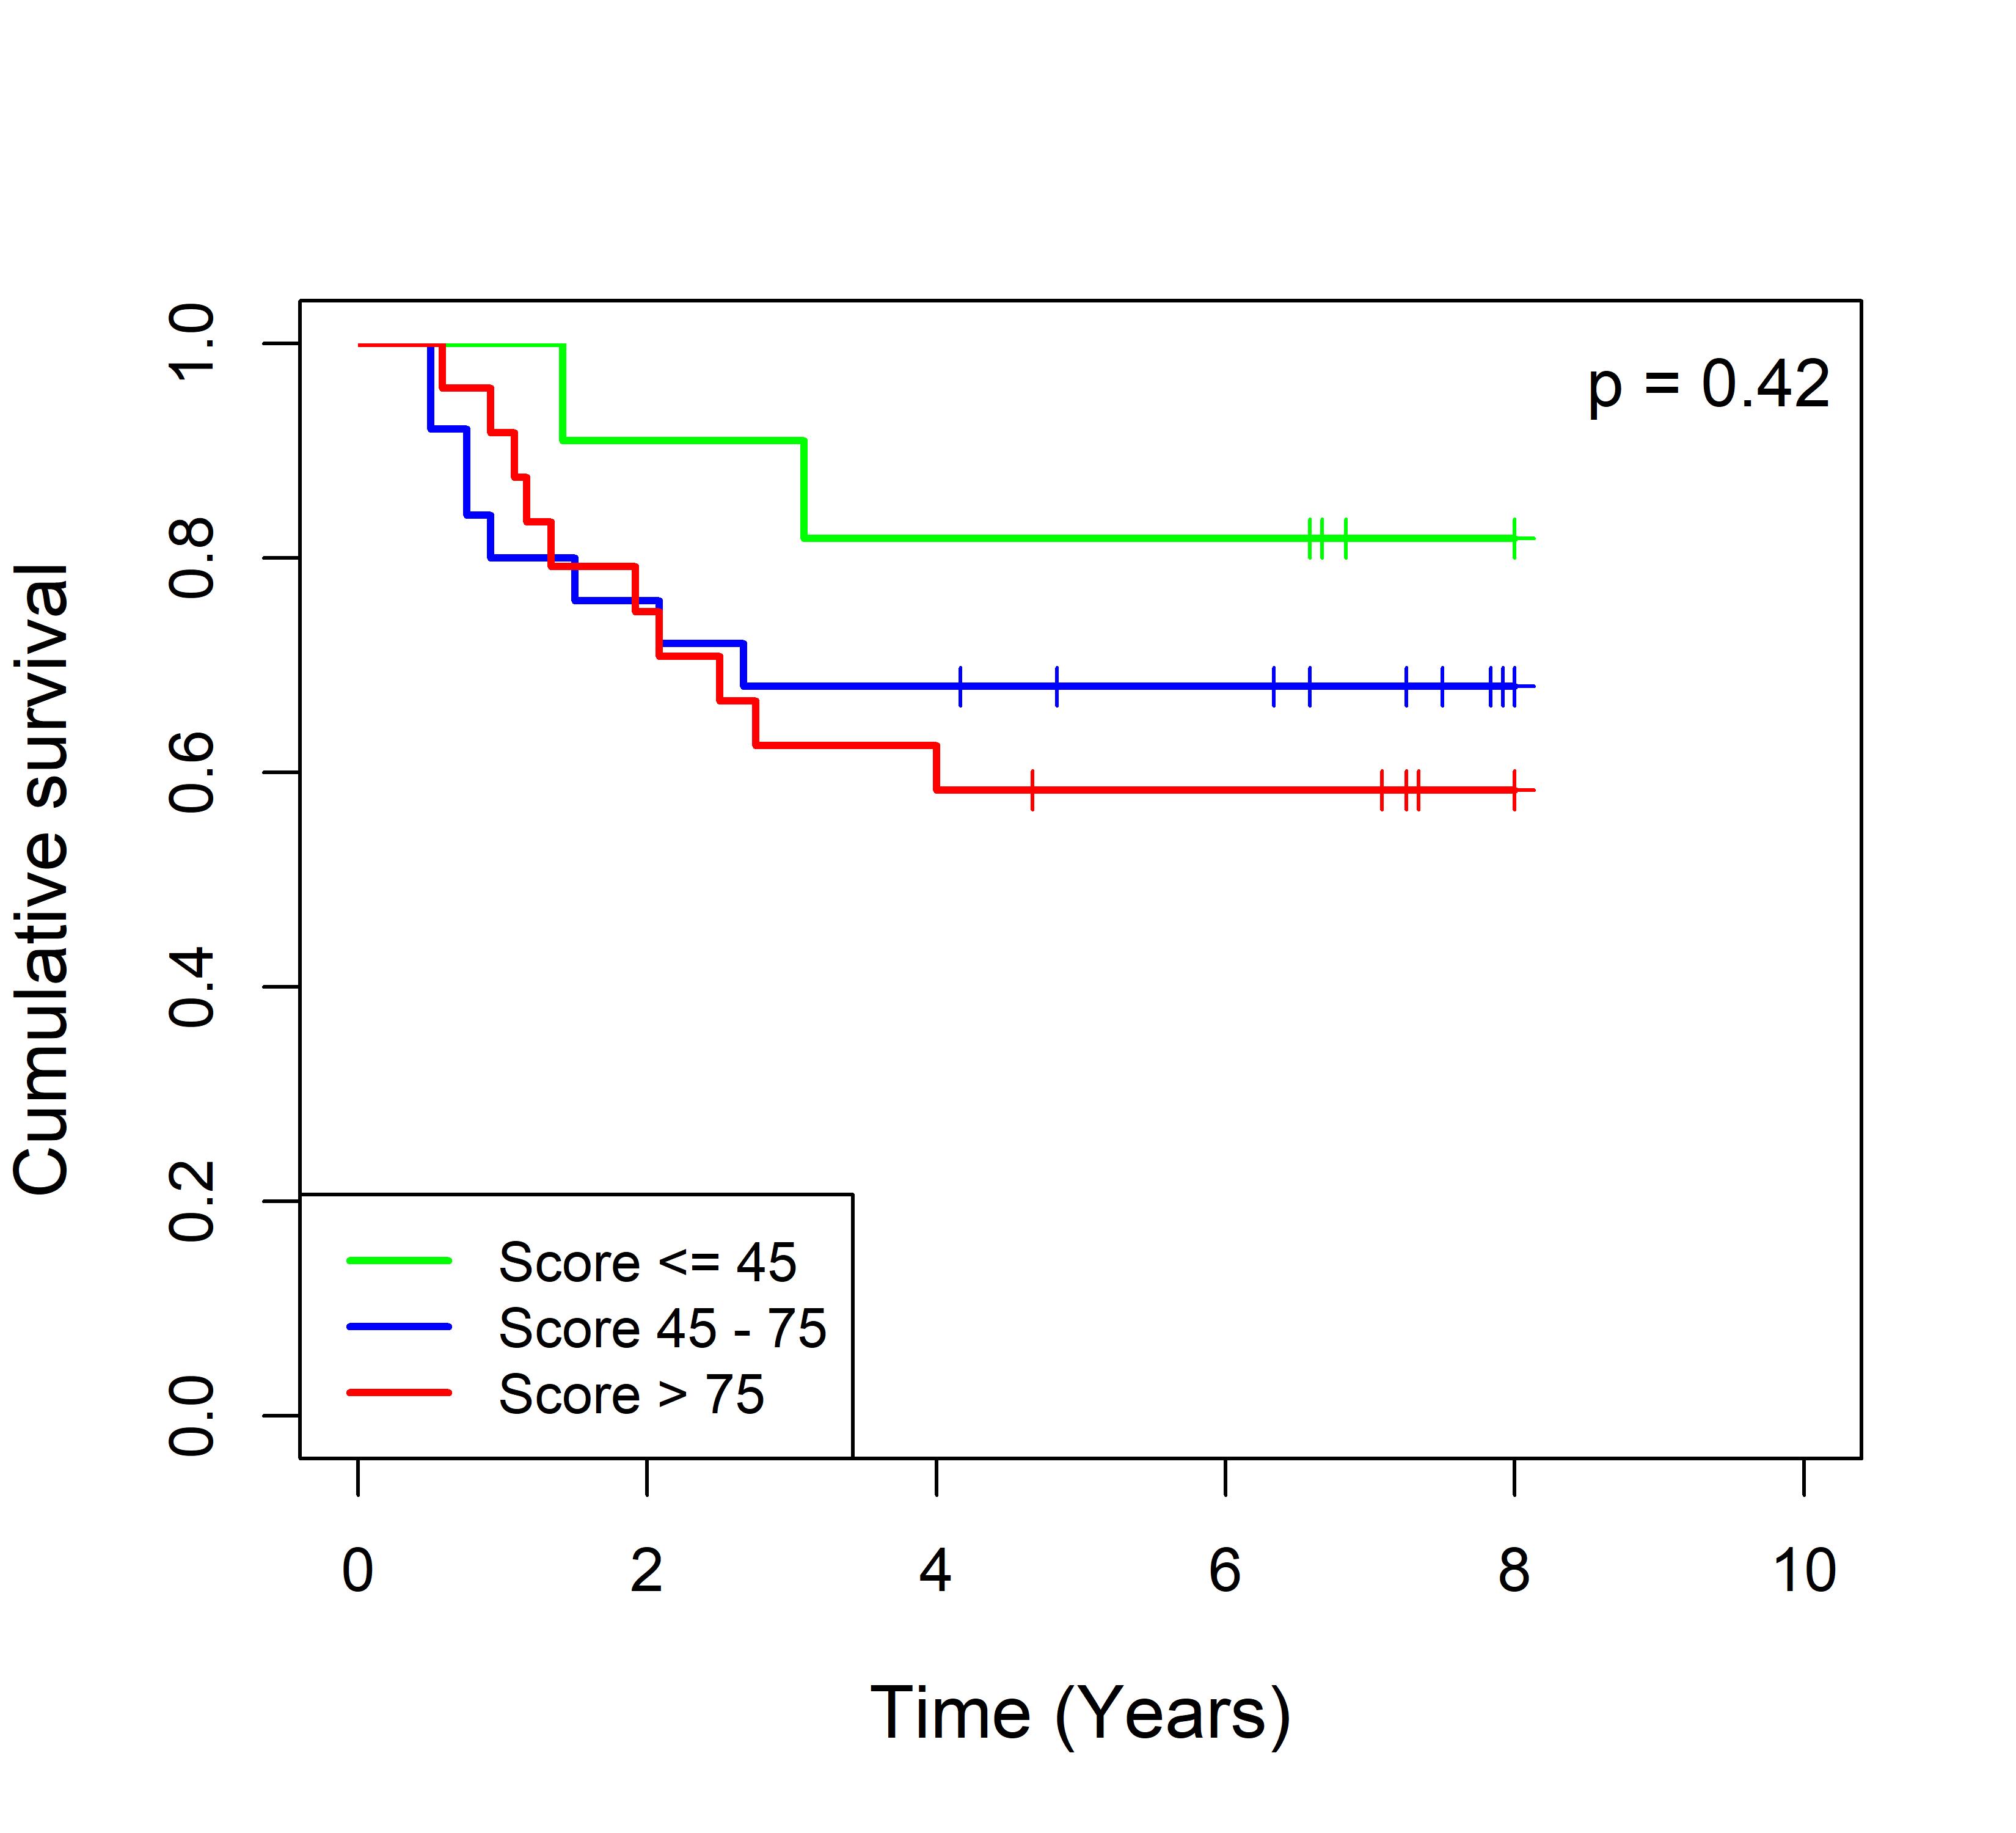 p = 0.42
Cumulative survival
1.0
0.8
0.6
0.4
0.2
0.0
Score <= 45
Score 45 - 75
Score > 75
0 2 4 6 8 10
Time (Years)